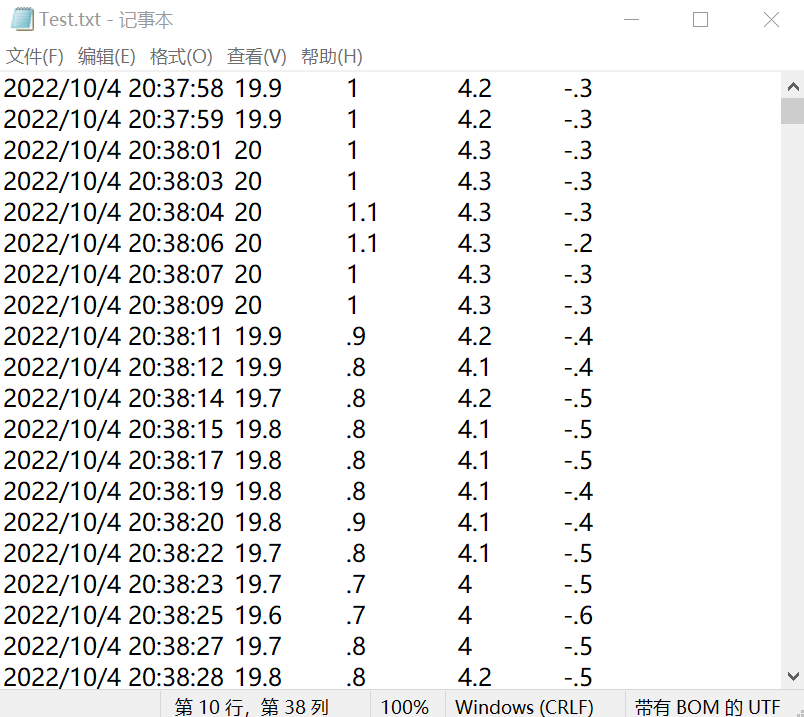 Test.txt - 记事本
文件(F) 编辑(E) 格式(O) 查看(V) 帮助(H)
2022/10/4 20:37:58 19.9 1 4.2 -.3
2022/10/4 20:37:59 19.9 1 4.2 -.3
2022/10/4 20:38:01 20 1 4.3 -.3
2022/10/4 20:38:03 20 1 4.3 -.3
2022/10/4 20:38:04 20 1.1 4.3 -.3
2022/10/4 20:38:06 20 1.1 4.3 -.2
2022/10/4 20:38:07 20 1 4.3 -.3
2022/10/4 20:38:09 20 1 4.3 -.3
2022/10/4 20:38:11 19.9 .9 4.2 -.4
2022/10/4 20:38:12 19.9 .8 4.1 -.4
2022/10/4 20:38:14 19.7 .8 4.2 -.5
2022/10/4 20:38:15 19.8 .8 4.1 -.5
2022/10/4 20:38:17 19.8 .8 4.1 -.5
2022/10/4 20:38:19 19.8 .8 4.1 -.4
2022/10/4 20:38:20 19.8 .9 4.1 -.4
2022/10/4 20:38:22 19.7 .8 4.1 -.5
2022/10/4 20:38:23 19.7 .7 4 -.5
2022/10/4 20:38:25 19.6 .7 4 -.6
2022/10/4 20:38:27 19.7 .8 4 -.5
2022/10/4 20:38:28 19.8 .8 4.2 -.5
第 10 行，第 38 列 100% Windows (CRLF) 带有 BOM 的 UTF